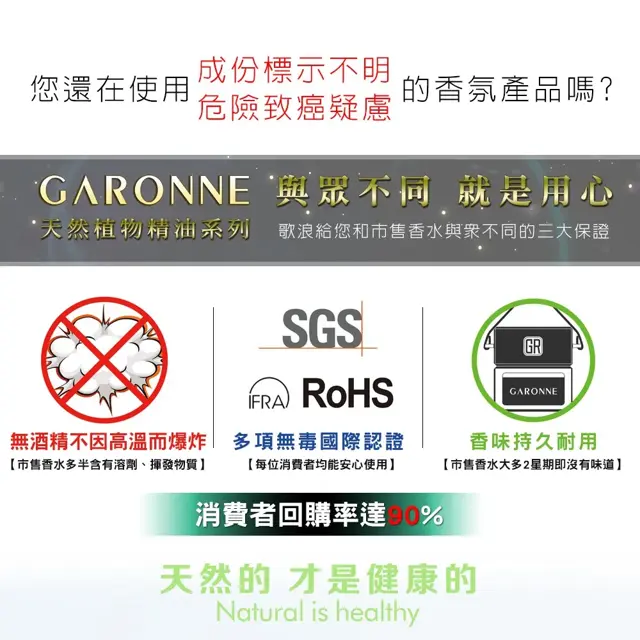 您還在使用 成份標示不明 的香氛產品嗎?
危險致癌疑慮
GARONNE 與眾不同 就是用心
天然植物精油系列 歌浪給您和市售香水與衆不同的三大保證
SGS
GR
IFRA RoHS
GARONNE
無酒精不因高溫而爆炸 多項無毒國際認證 香味持久耐用
【市售香水多半含有溶劑、揮發物質】 【每位消費者均能安心使用】 【市售香水大多2星期即沒有味道】
消費者回購率達90%
天然的 才是健康的
Natural is healthy